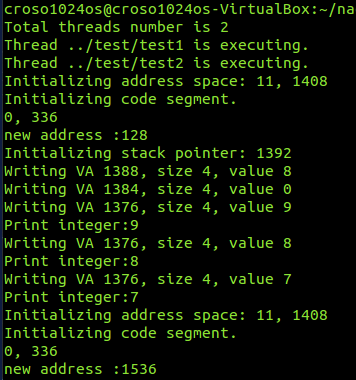 croso1024os@croso1024os-VirtualBox:~/na
Total threads number is 2
Thread ../test/test1 is executing.
Thread ../test/test2 is executing.
Initializing address space: 11, 1408
Initializing code segment.
0, 336
new address :128
Initializing stack pointer: 1392
Writing VA 1388, size 4, value 8
Writing VA 1384, size 4, value 0
Writing VA 1376, size 4, value 9
Print integer:9
Writing VA 1376, size 4, value 8
Print integer:8
Writing VA 1376, size 4, value 7
Print integer:7
Initializing address space: 11, 1408
Initializing code segment.
0, 336
new address :1536